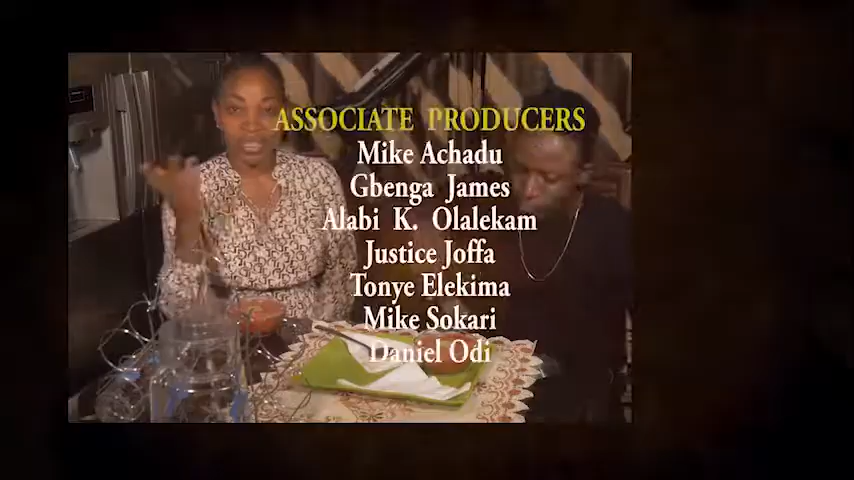 ASSOCIATE PRODUCERS
Mike Achadu
Gbenga James
Alabi K. Olalekam
Justice Joffa
Tonye Elekima
Mike Sokari
Daniel Odi